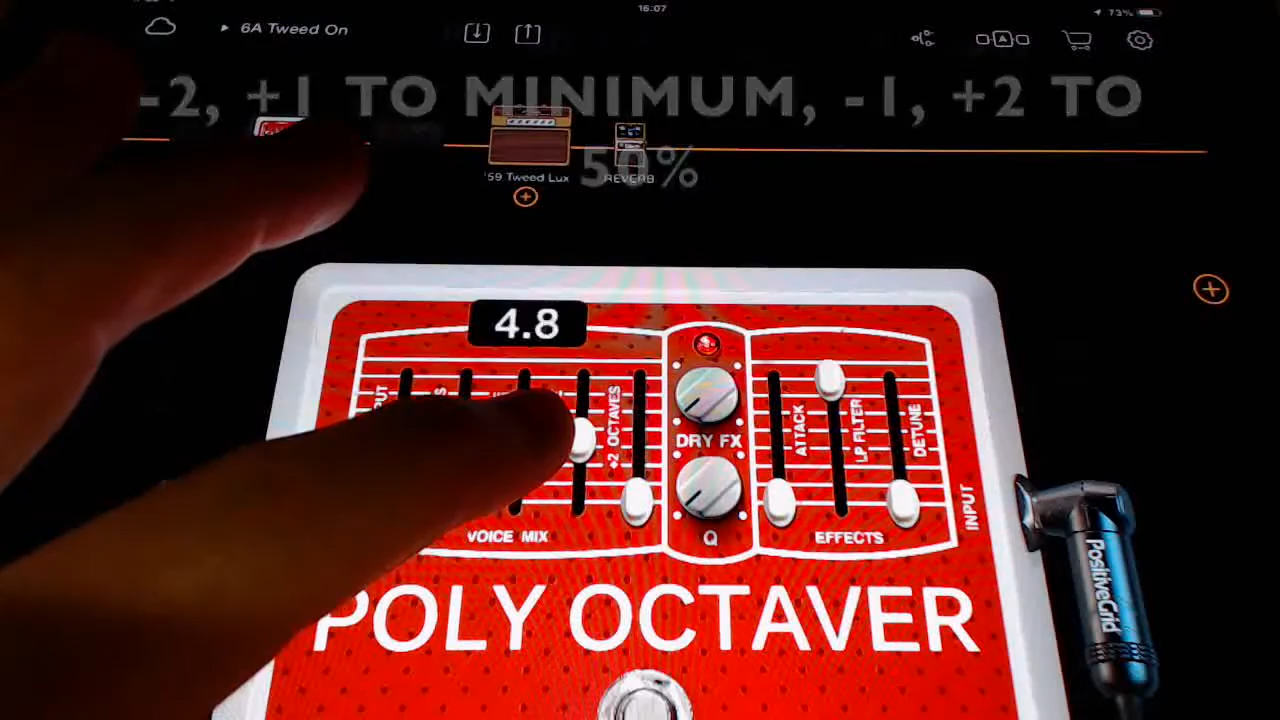 16:07
73%
6A Tweed On
-2, +1 TO MINIMUM, -1, +2 TO
50%
'59 Tweed Lux
REVERB
4.8
+2 OCTAVES
DRY FX
ATTACK
LP FILTER
DETUNE
INPUT
VOICE MIX
Q
EFFECTS
POLY OCTAVER
PositiveGrid